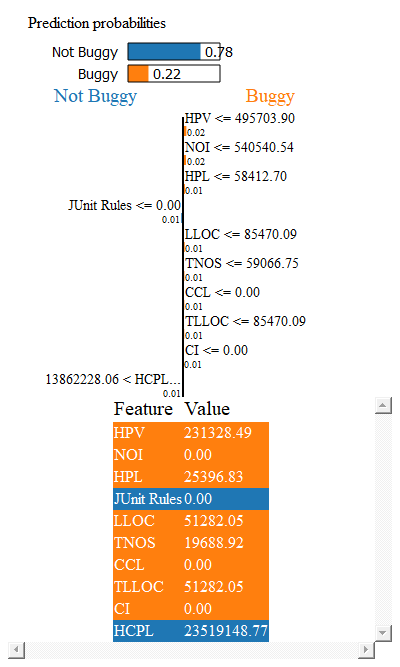 Prediction probabilities
Not Buggy 0.78
Buggy 0.22
Not Buggy Buggy
HPV <= 495703.90
0.02
NOI <= 540540.54
0.02
HPL <= 58412.70
0.01
JUnit Rules <= 0.00
0.01
LLOC <= 85470.09
0.01
TNOS <= 59066.75
0.01
CCL <= 0.00
0.01
TLLOC <= 85470.09
0.01
CI <= 0.00
0.01
13862228.06 < HCPL...
0.01
Feature Value
HPV 231328.49
NOI 0.00
HPL 25396.83
JUnit Rules 0.00
LLOC 51282.05
TNOS 19688.92
CCL 0.00
TLLOC 51282.05
CI 0.00
HCPL 23519148.77